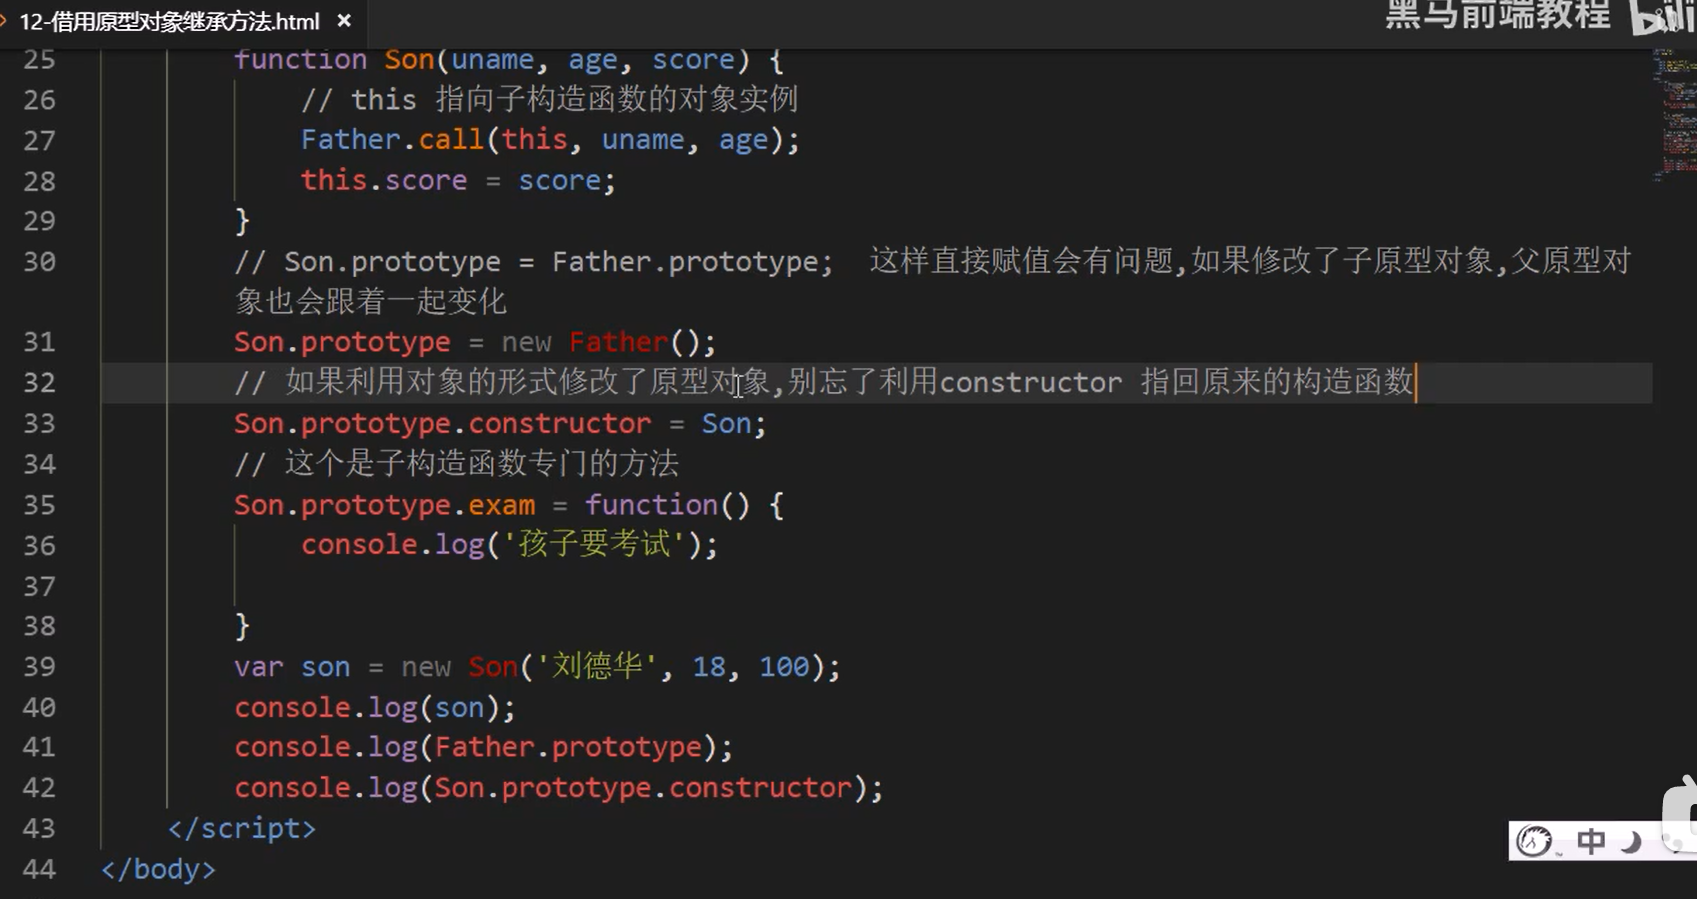 12-借用原型对象继承方法.html ×
黑马前端教程 bili
25 function Son(uname, age, score) {
26 // this 指向子构造函数的对象实例
27 Father.call(this, uname, age);
28 this.score = score;
29 }
30 // Son.prototype = Father.prototype; 这样直接赋值会有问题,如果修改了子原型对象,父原型对
象也会跟着一起变化
31 Son.prototype = new Father();
32 // 如果利用对象的形式修改了原型对象,别忘了利用constructor 指回原来的构造函数
33 Son.prototype.constructor = Son;
34 // 这个是子构造函数专门的方法
35 Son.prototype.exam = function() {
36 console.log('孩子要考试');
37
38 }
39 var son = new Son('刘德华', 18, 100);
40 console.log(son);
41 console.log(Father.prototype);
42 console.log(Son.prototype.constructor);
43 </script>
44 </body>
中